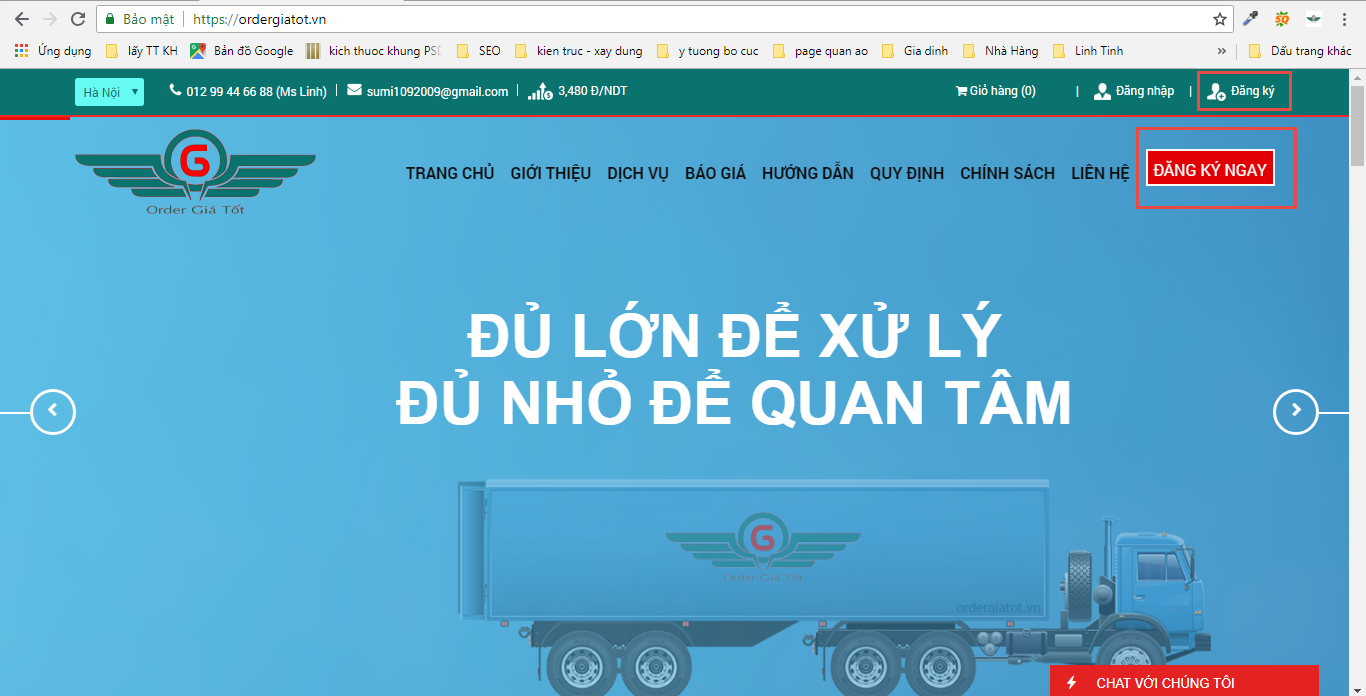 Bảo mật | https://ordergiatot.vn
Ứng dụng lấy TT KH Bản đồ Google kich thuoc khung PSD SEO kien truc - xay dung y tuong bo cuc page quan ao Gia dinh Nhà Hàng Linh Tinh » Dấu trang khác
Hà Nội 012 99 44 66 88 (Ms Linh) | sumi1092009@gmail.com | 3,480 Đ/NDT Giỏ hàng (0) | Đăng nhập | Đăng ký
G
Order Giá Tốt
TRANG CHỦ GIỚI THIỆU DỊCH VỤ BÁO GIÁ HƯỚNG DẪN QUY ĐỊNH CHÍNH SÁCH LIÊN HỆ ĐĂNG KÝ NGAY
ĐỦ LỚN ĐỂ XỬ LÝ
ĐỦ NHỎ ĐỂ QUAN TÂM
G
Order Giá Tốt
ordergiatot.vn
CHAT VỚI CHÚNG TÔI